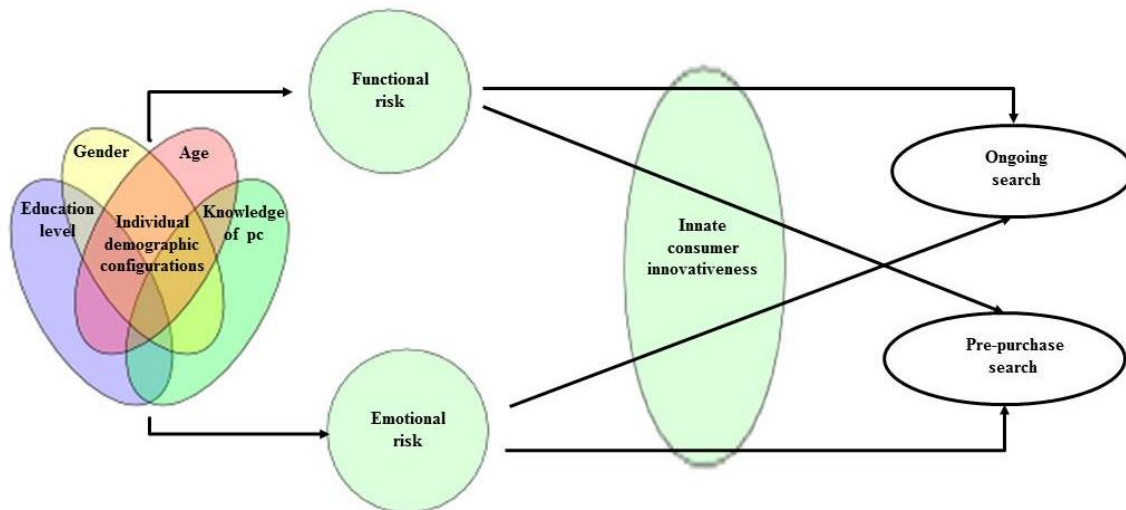 Functional
risk
Gender
Age
Education
level
Individual
demographic
configurations
Knowledge
of pc
Innate
consumer
innovativeness
Ongoing
search
Pre-purchase
search
Emotional
risk